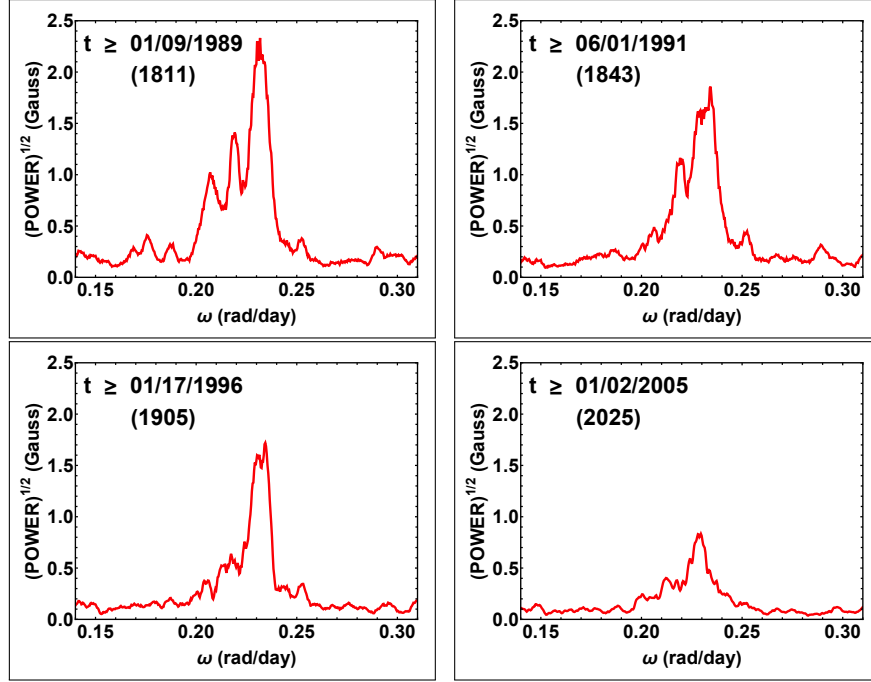 t ≥ 01/09/1989
(1811)
(POWER)^{1/2} (Gauss)
2.5
2.0
1.5
1.0
0.5
0.0
0.15 0.20 0.25 0.30
ω (rad/day)
t ≥ 06/01/1991
(1843)
(POWER)^{1/2} (Gauss)
2.5
2.0
1.5
1.0
0.5
0.0
0.15 0.20 0.25 0.30
ω (rad/day)
t ≥ 01/17/1996
(1905)
(POWER)^{1/2} (Gauss)
2.5
2.0
1.5
1.0
0.5
0.0
0.15 0.20 0.25 0.30
ω (rad/day)
t ≥ 01/02/2005
(2025)
(POWER)^{1/2} (Gauss)
2.5
2.0
1.5
1.0
0.5
0.0
0.15 0.20 0.25 0.30
ω (rad/day)